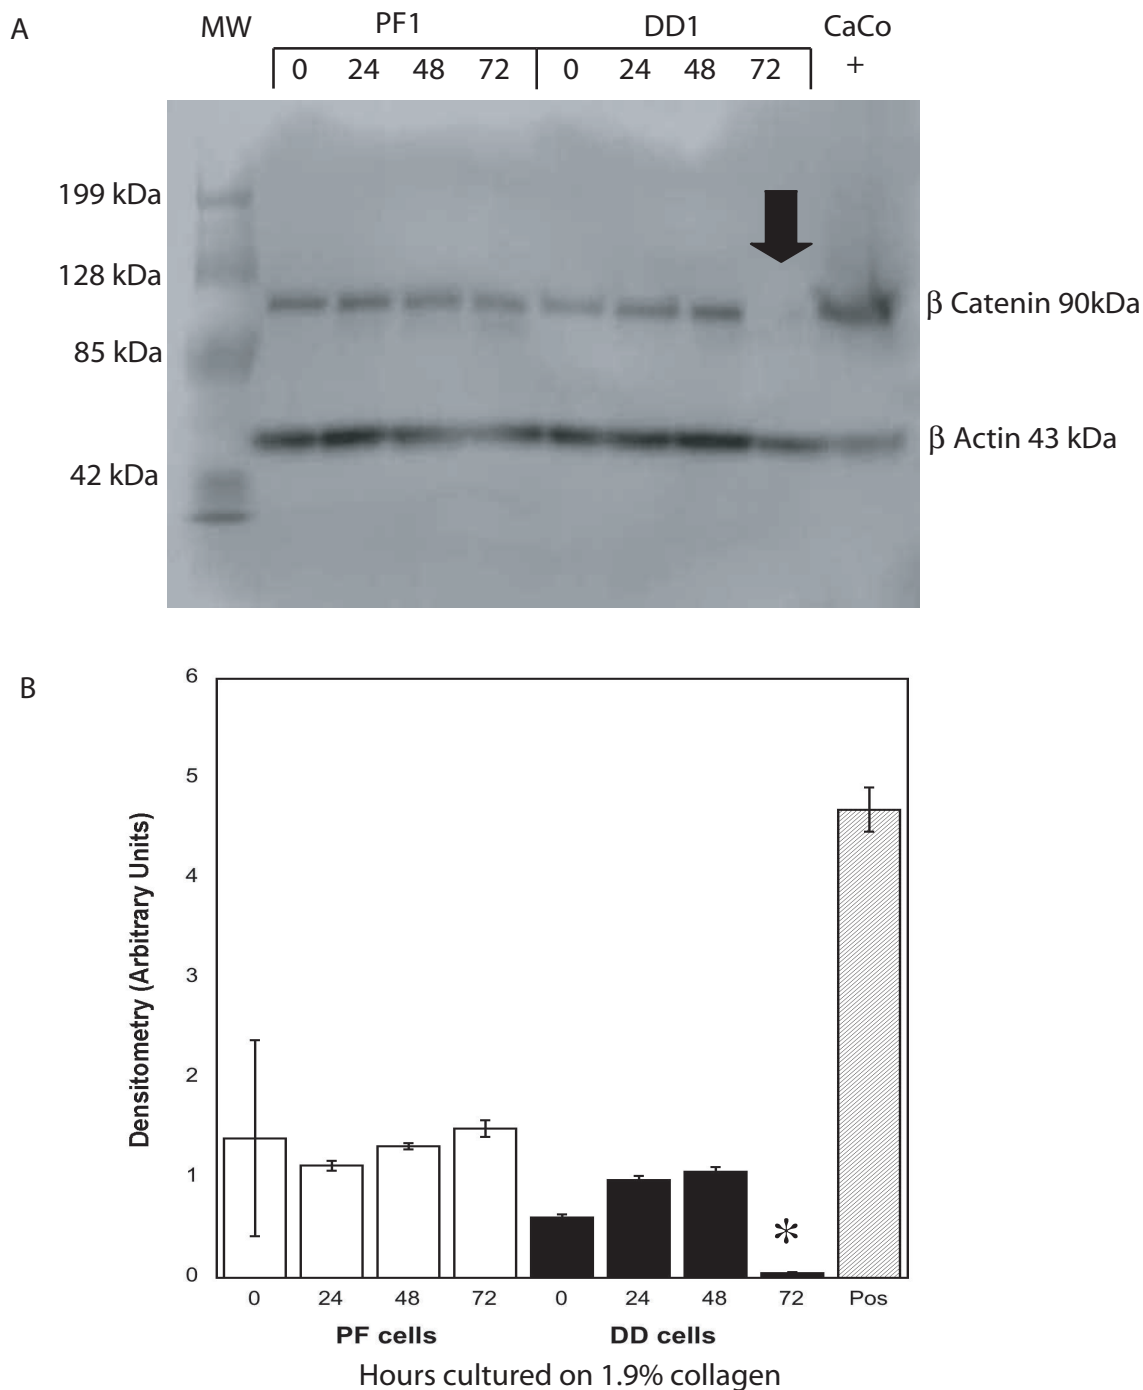 A
MW PF1 DD1 CaCo
0 24 48 72 0 24 48 72 +
199 kDa
128 kDa
β Catenin 90kDa
85 kDa
β Actin 43 kDa
42 kDa
B
6
5
4
3
2
1
0
Densitometry (Arbitrary Units)
*
0 24 48 72 0 24 48 72 Pos
PF cells DD cells
Hours cultured on 1.9% collagen